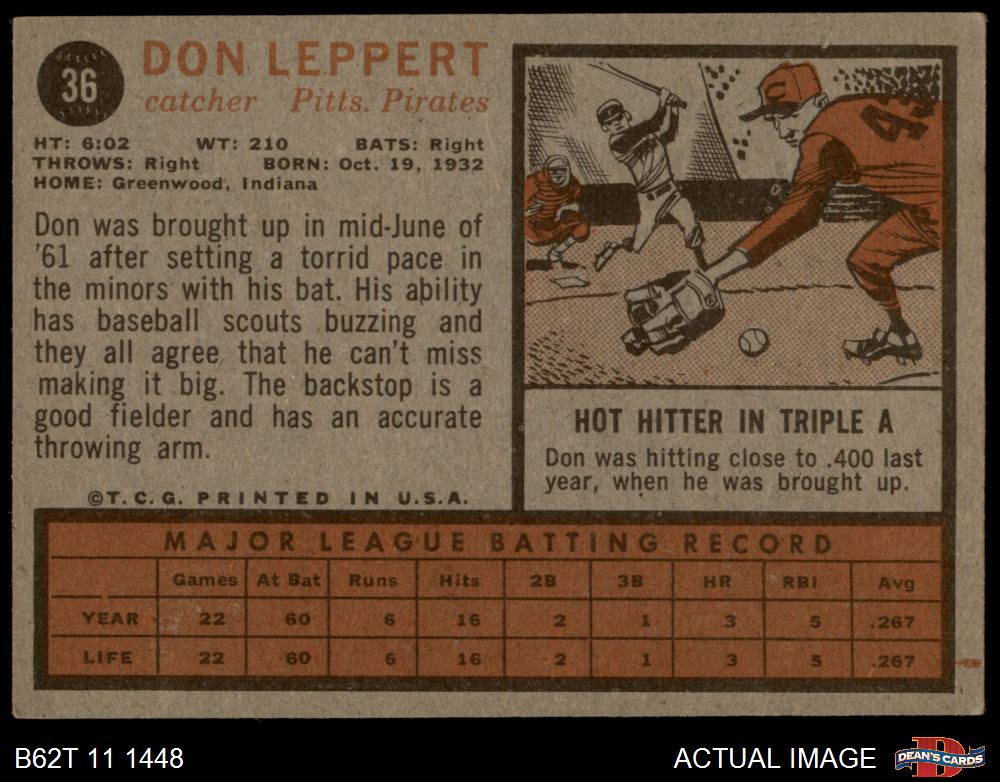 36
DON LEPPERT
catcher Pitts. Pirates
HT: 6:02 WT: 210 BATS: Right
THROWS: Right BORN: Oct. 19, 1932
HOME: Greenwood, Indiana
Don was brought up in mid-June of
'61 after setting a torrid pace in
the minors with his bat. His ability
has baseball scouts buzzing and
they all agree that he can't miss
making it big. The backstop is a
good fielder and has an accurate
throwing arm.
©T.C.G. PRINTED IN U.S.A.
C
HOT HITTER IN TRIPLE A
Don was hitting close to .400 last
year, when he was brought up.
MAJOR LEAGUE BATTING RECORD
Games At Bat Runs Hits 2B 3B HR RBI Avg
YEAR 22 60 6 16 2 1 3 5 .267
LIFE 22 60 6 16 2 1 3 5 .267
B62T 11 1448
ACTUAL IMAGE
D
DEAN'S CARDS